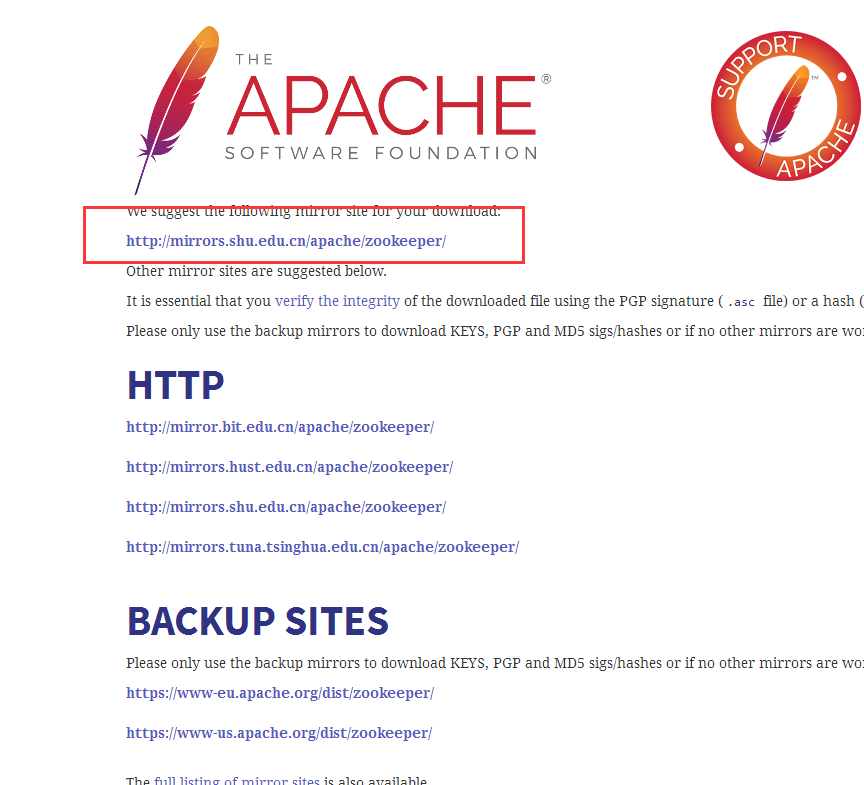 THE
APACHE®
SOFTWARE FOUNDATION
SUPPORT
APACHE
TM
We suggest the following mirror site for your download:
http://mirrors.shu.edu.cn/apache/zookeeper/
Other mirror sites are suggested below.
It is essential that you verify the integrity of the downloaded file using the PGP signature ( .asc file) or a hash (
Please only use the backup mirrors to download KEYS, PGP and MD5 sigs/hashes or if no other mirrors are
HTTP
http://mirror.bit.edu.cn/apache/zookeeper/
http://mirrors.hust.edu.cn/apache/zookeeper/
http://mirrors.shu.edu.cn/apache/zookeeper/
http://mirrors.tuna.tsinghua.edu.cn/apache/zookeeper/
BACKUP SITES
Please only use the backup mirrors to download KEYS, PGP and MD5 sigs/hashes or if no other mirrors are
https://www-eu.apache.org/dist/zookeeper/
https://www-us.apache.org/dist/zookeeper/
The full listing of mirror sites is also available.